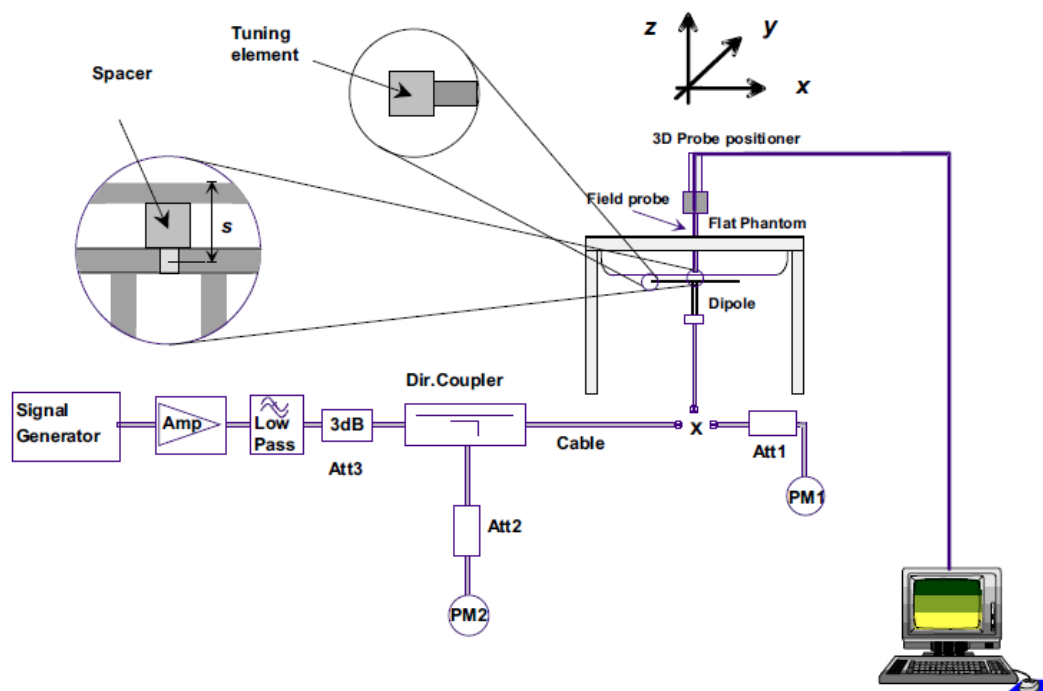 Tuning
element
Spacer
z
y
x
3D Probe positioner
s
Field probe
Flat Phantom
Dipole
Dir.Coupler
Signal
Generator
Amp
Low
Pass
3dB
Att3
Cable
X
Att1
PM1
Att2
PM2